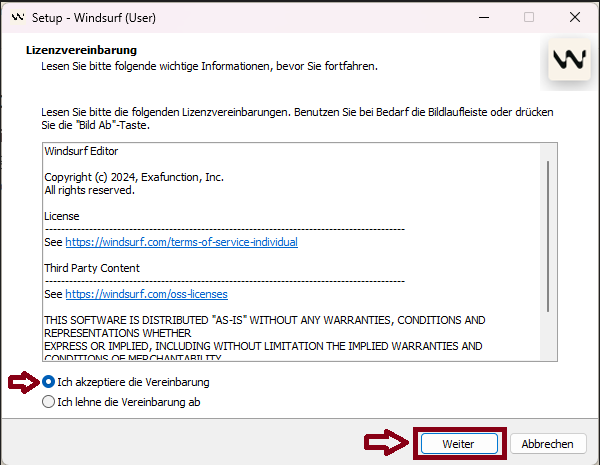 Setup - Windsurf (User)
Lizenzvereinbarung
Lesen Sie bitte folgende wichtige Informationen, bevor Sie fortfahren.
Lesen Sie bitte die folgenden Lizenzvereinbarungen. Benutzen Sie bei Bedarf die Bildlaufleiste oder drücken
Sie die "Bild Ab"-Taste.
Windsurf Editor
Copyright (c) 2024, Exafunction, Inc.
All rights reserved.
License
--------------------------------------------------------------------------------
See https://windsurf.com/terms-of-service-individual
Third Party Content
--------------------------------------------------------------------------------
See https://windsurf.com/oss-licenses
THIS SOFTWARE IS DISTRIBUTED "AS-IS" WITHOUT ANY WARRANTIES, CONDITIONS AND
REPRESENTATIONS WHETHER
EXPRESS OR IMPLIED, INCLUDING WITHOUT LIMITATION THE IMPLIED WARRANTIES AND
CONDITIONS OF MERCHANTABILITY
Ich akzeptiere die Vereinbarung
Ich lehne die Vereinbarung ab
Weiter
Abbrechen